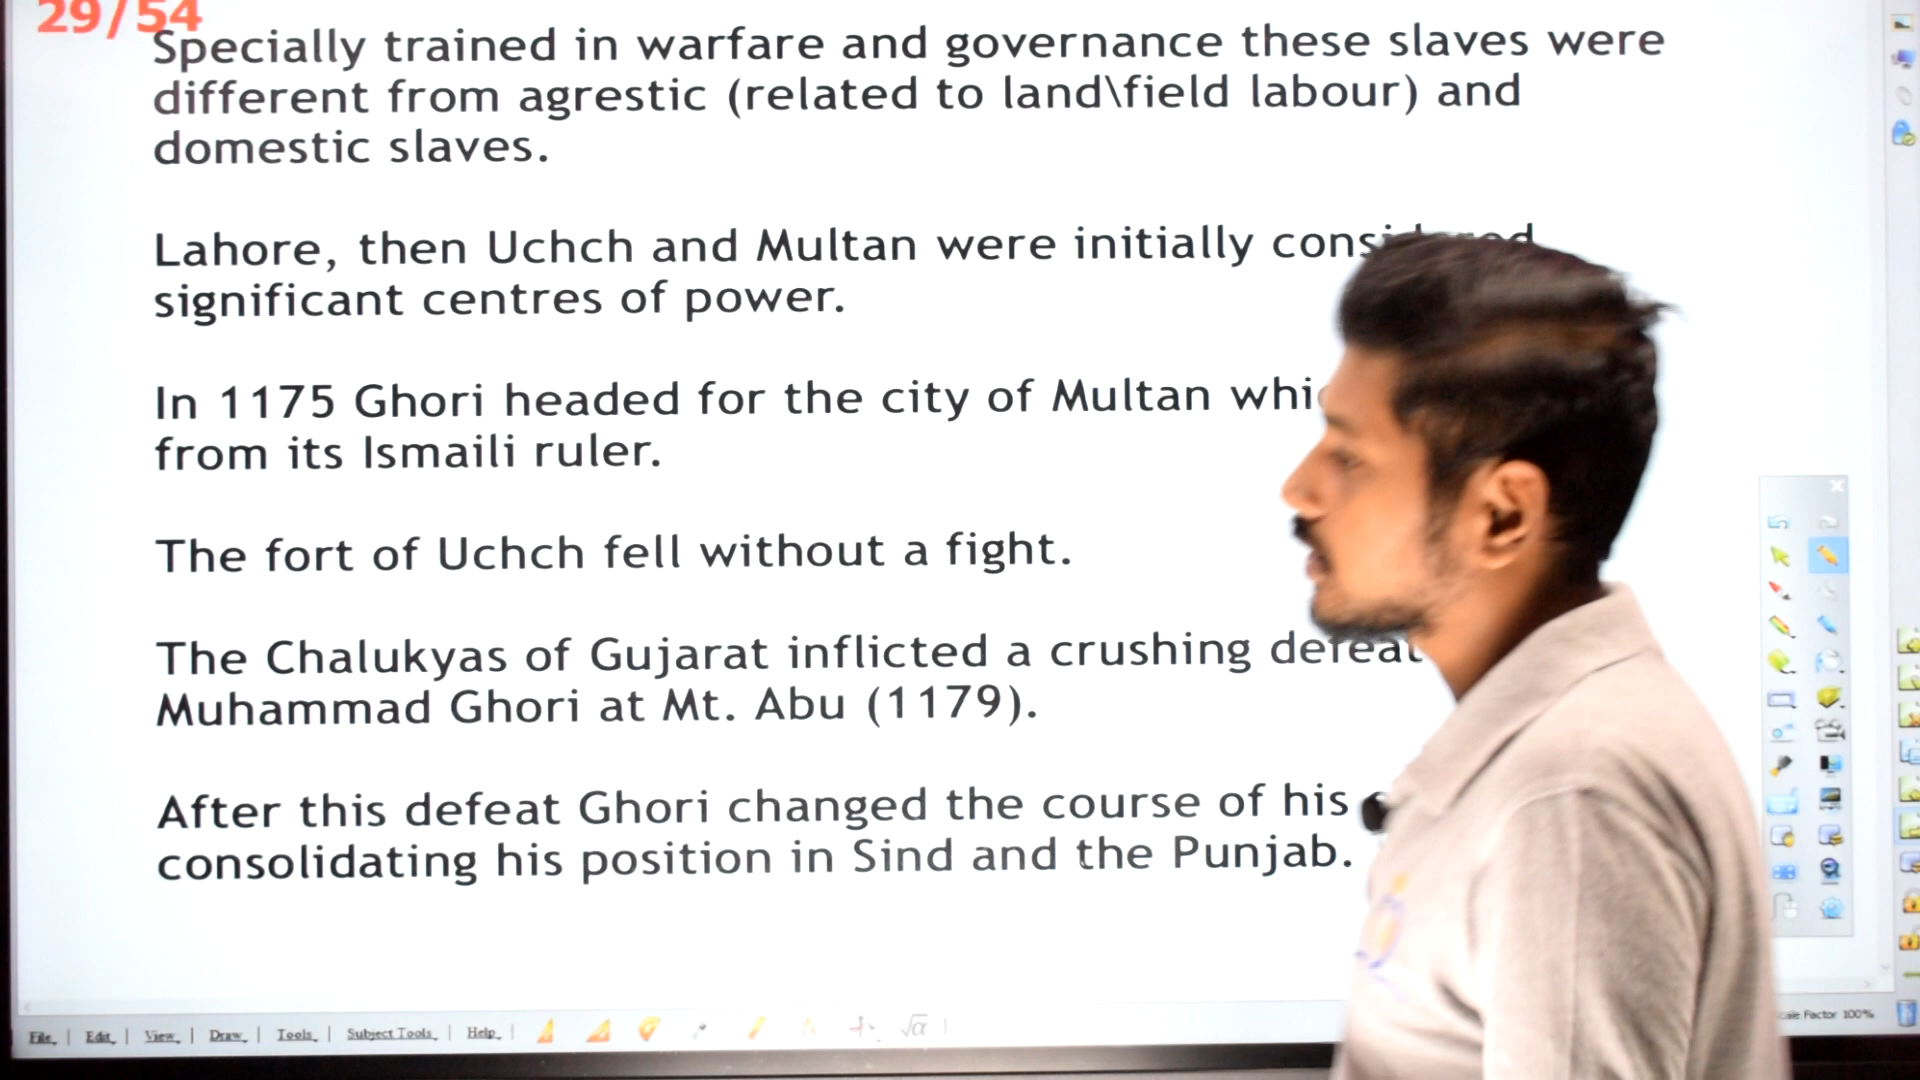 29/54
Specially trained in warfare and governance these slaves were
different from agrestic (related to land\field labour) and
domestic slaves.
Lahore, then Uchch and Multan were initially
significant centres of power.
In 1175 Ghori headed for the city of Multan
from its Ismaili ruler.
The fort of Uchch fell without a fight.
The Chalukyas of Gujarat inflicted a crushing defeat
Muhammad Ghori at Mt. Abu (1179).
After this defeat Ghori changed the course of his
consolidating his position in Sind and the Punjab.
File | Edit | View | Draw | Tools | Subject Tools | Help |
Factor 100%